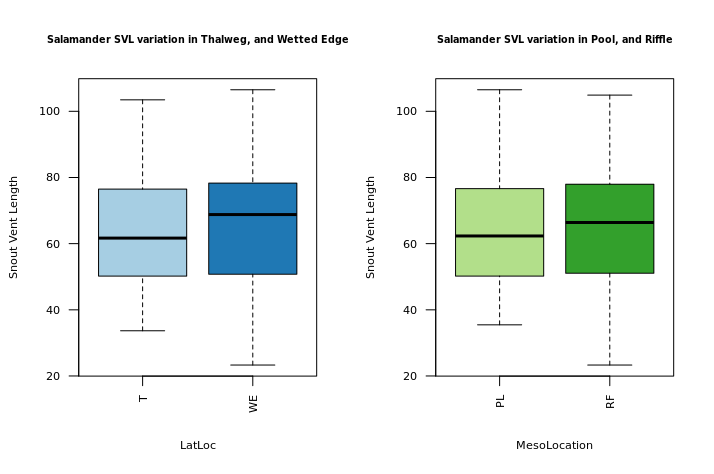 Salamander SVL variation in Thalweg, and Wetted Edge
Snout Vent Length
100
80
60
40
20
T
WE
LatLoc
Salamander SVL variation in Pool, and Riffle
Snout Vent Length
100
80
60
40
20
PL
RF
MesoLocation